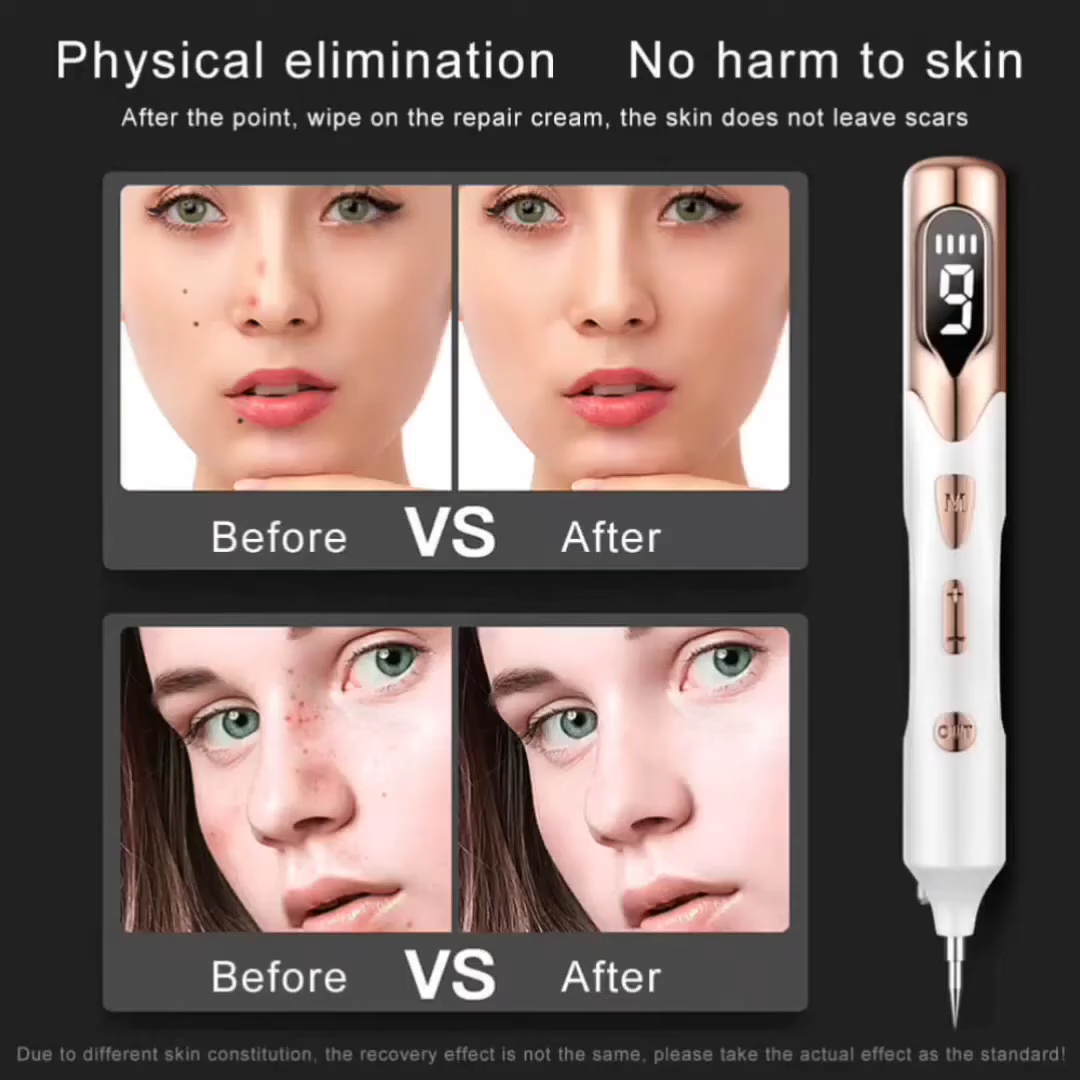 Physical elimination No harm to skin
After the point, wipe on the repair cream, the skin does not leave scars
9
M
Before VS After
Before VS After
Due to different skin constitution, the recovery effect is not the same, please take the actual effect as the standard!